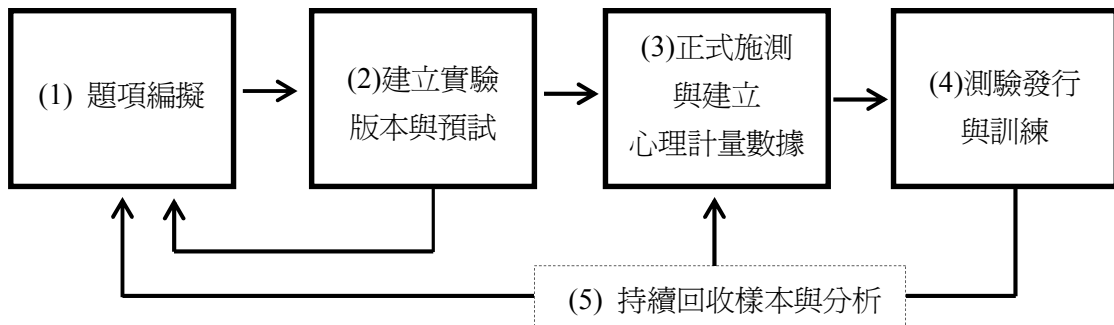 (1) 題項編擬
(2)建立實驗
版本與預試
(3)正式施測
與建立
心理計量數據
(4)測驗發行
與訓練
(5) 持續回收樣本與分析